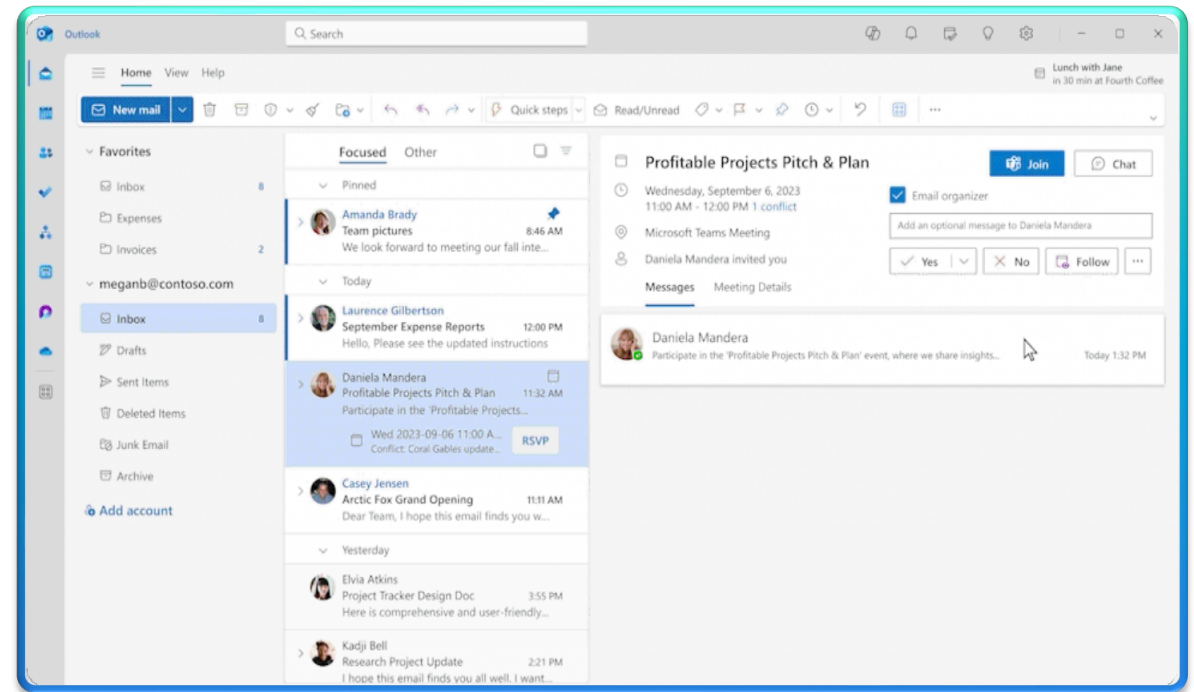 Outlook
Search
Home View Help
Lunch with Jane
in 30 min at Fourth Coffee
New mail
Quick steps
Read/Unread
...
Favorites
Inbox 8
Expenses
Invoices 2
meganb@contoso.com
Inbox 8
Drafts
Sent Items
Deleted Items
Junk Email
Archive
Add account
Focused Other
Pinned
Amanda Brady
Team pictures 8:46 AM
We look forward to meeting our fall inte...
Today
Laurence Gilbertson
September Expense Reports 12:00 PM
Hello, Please see the updated instructions
Daniela Mandera
Profitable Projects Pitch & Plan 11:32 AM
Participate in the 'Profitable Projects...
Wed 2023-09-06 11:00 A...
Conflict: Coral Gables update...
RSVP
Casey Jensen
Arctic Fox Grand Opening 11:11 AM
Dear Team, I hope this email finds you w...
Yesterday
Elvia Atkins
Project Tracker Design Doc 3:55 PM
Here is comprehensive and user-friendly...
Kadji Bell
Research Project Update 2:21 PM
I hope this email finds you all well. I want...
Profitable Projects Pitch & Plan
Join
Chat
Wednesday, September 6, 2023
11:00 AM - 12:00 PM 1 conflict
Microsoft Teams Meeting
Daniela Mandera invited you
Email organizer
Add an optional message to Daniela Mandera
Yes
No
Follow
...
Messages Meeting Details
Daniela Mandera
Participate in the 'Profitable Projects Pitch & Plan' event, where we share insights...
Today 1:32 PM